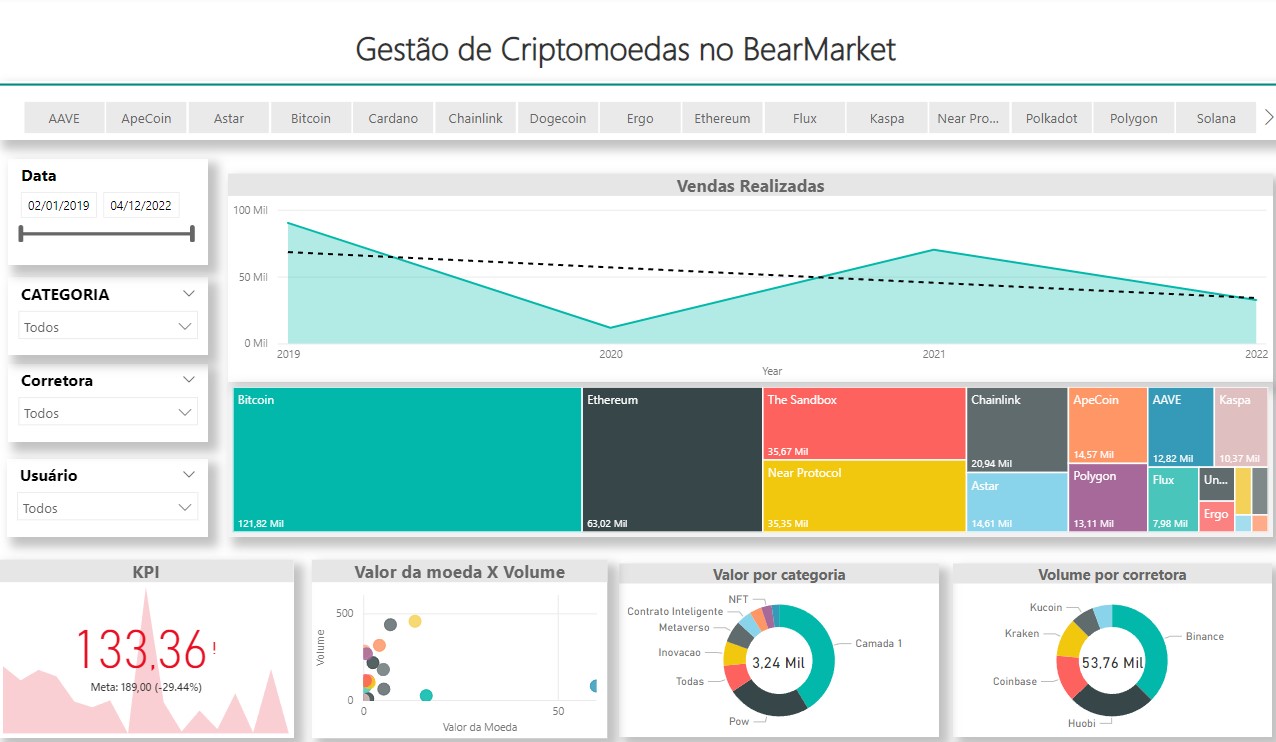 Gestão de Criptomoedas no BearMarket
AAVE ApeCoin Astar Bitcoin Cardano Chainlink Dogecoin Ergo Ethereum Flux Kaspa Near Pro... Polkadot Polygon Solana
Data
02/01/2019 04/12/2022
CATEGORIA
Todos
Corretora
Todos
Usuário
Todos
Vendas Realizadas
100 Mil
50 Mil
0 Mil
2019 2020 2021 2022
Year
Bitcoin
121,82 Mil
Ethereum
63,02 Mil
The Sandbox
35,67 Mil
Near Protocol
35,35 Mil
Chainlink
20,94 Mil
Astar
14,61 Mil
ApeCoin
14,57 Mil
Polygon
13,11 Mil
AAVE
12,82 Mil
Kaspa
10,37 Mil
Flux
7,98 Mil
Un...
Ergo
KPI
133,36!
Meta: 189,00 (-29.44%)
Valor da moeda X Volume
Volume
500
0
0 50
Valor da Moeda
Valor por categoria
NFT
Contrato Inteligente
Metaverso
Inovacao
Todas
Pow
Camada 1
3,24 Mil
Volume por corretora
Kucoin
Kraken
Coinbase
Huobi
Binance
53,76 Mil